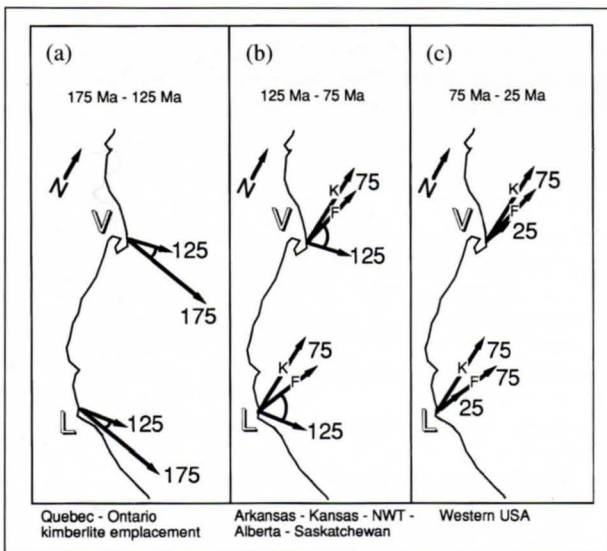 (a)
175 Ma - 125 Ma
N
V
125
175
L
125
175
Quebec - Ontario
kimberlite emplacement
(b)
125 Ma - 75 Ma
N
V
K
75
F
125
K
75
F
L
125
Arkansas - Kansas - NWT -
Alberta - Saskatchewan
(c)
75 Ma - 25 Ma
N
V
K
75
F
25
K
75
F
75
25
L
Western USA